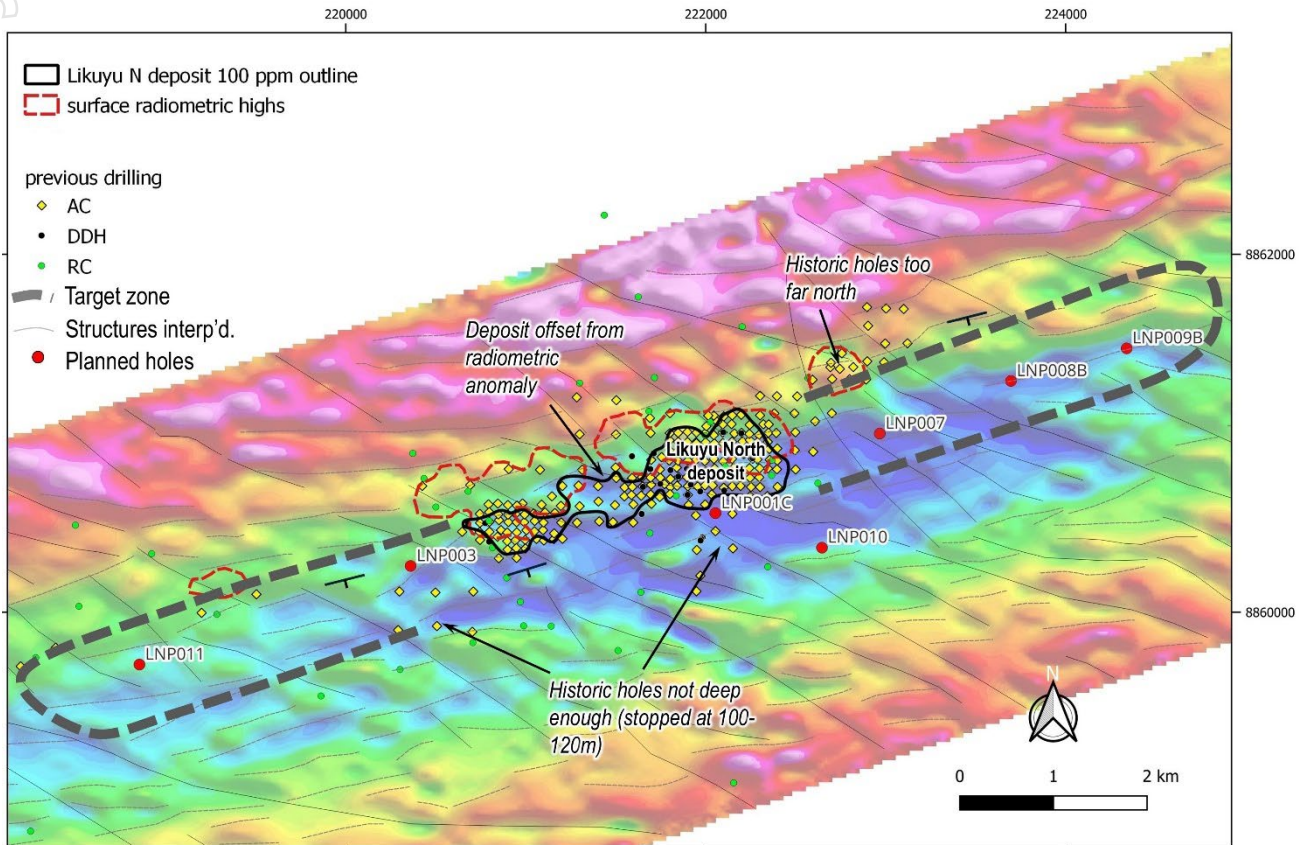 220000
222000
224000
Likuyu N deposit 100 ppm outline
surface radiometric highs
previous drilling
AC
DDH
RC
Target zone
Structures interp'd.
Planned holes
8862000
Historic holes too
far north
Deposit offset from
radiometric
anomaly
LNP009B
LNP008B
LNP007
Likuyu North
deposit
LNP001C
LNP010
LNP003
8860000
LNP011
Historic holes not deep
enough (stopped at 100-
120m)
N
0 1 2 km